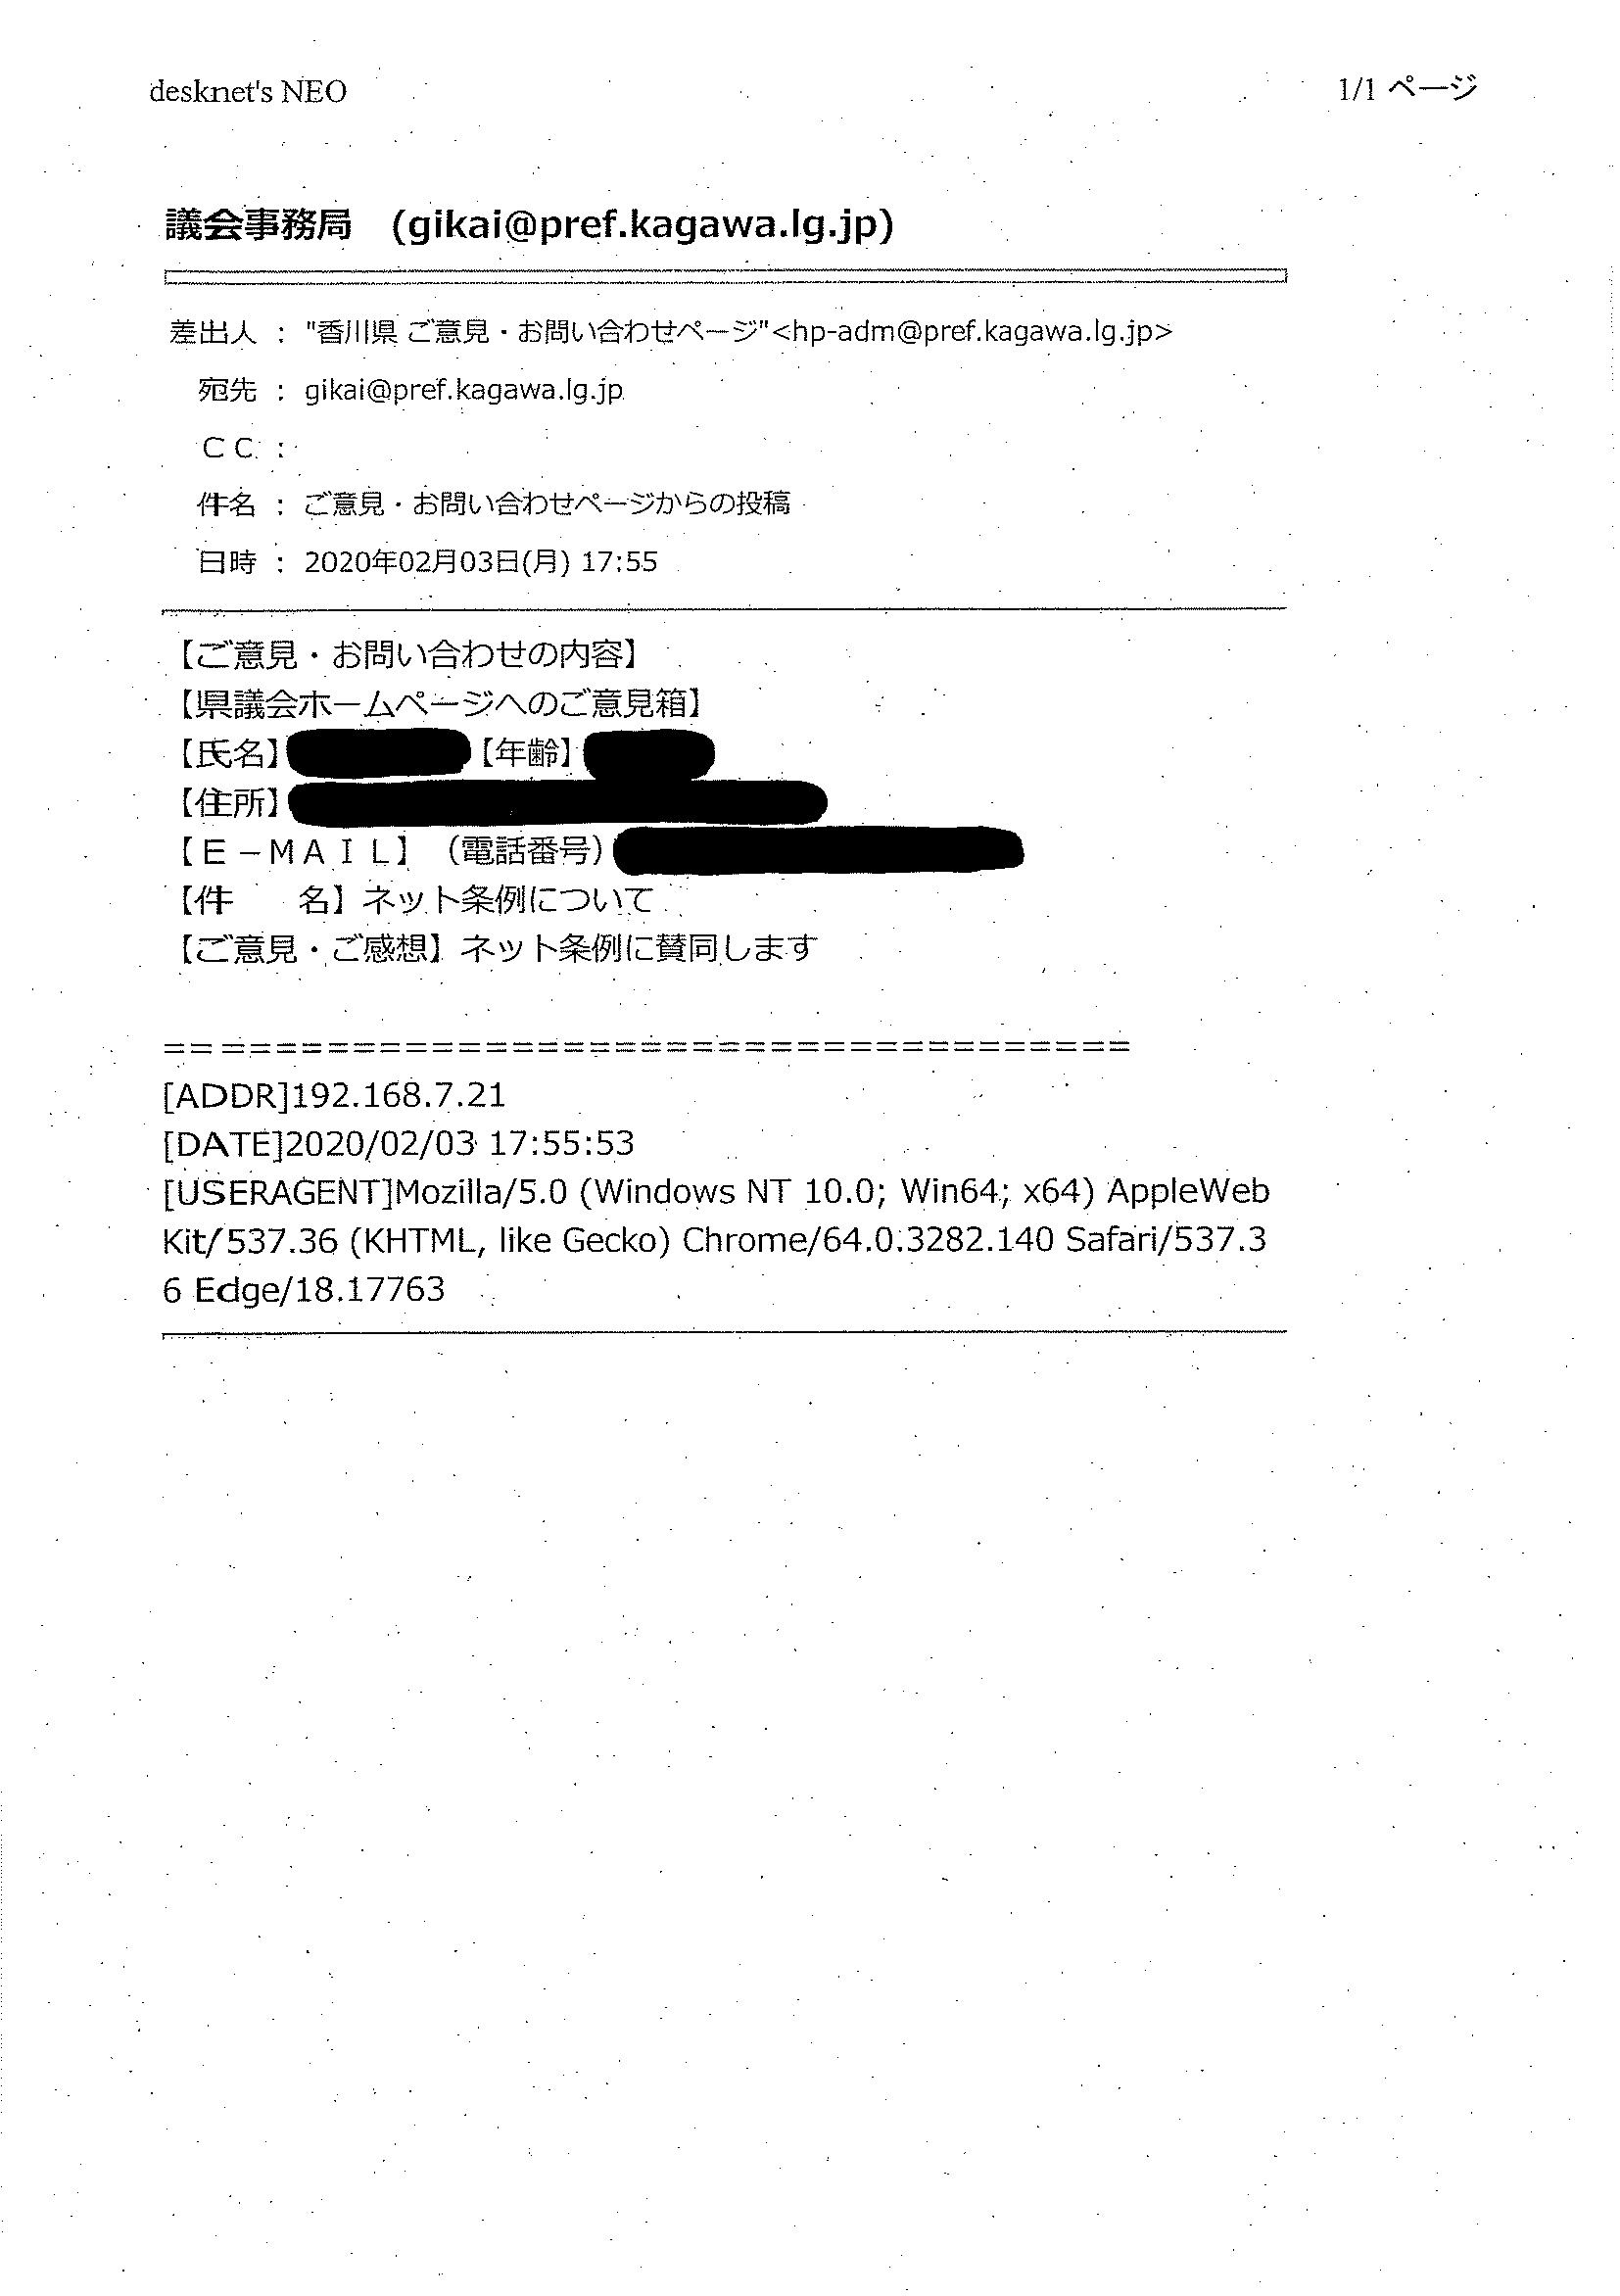 desknet's NEO
1/1 ページ
議会事務局 (gikai@pref.kagawa.lg.jp)
差出人 : "香川県 ご意見・お問い合わせページ"<hp-adm@pref.kagawa.lg.jp>
宛先 : gikai@pref.kagawa.lg.jp
ＣＣ :
件名 : ご意見・お問い合わせページからの投稿
日時 : 2020年02月03日(月) 17:55
【ご意見・お問い合わせの内容】
【県議会ホームページへのご意見箱】
【氏名】 【年齢】
【住所】
【Ｅ－ＭＡＩＬ】（電話番号）
【件　　名】ネット条例について
【ご意見・ご感想】ネット条例に賛同します
=====================================
[ADDR]192.168.7.21
[DATE]2020/02/03 17:55:53
[USERAGENT]Mozilla/5.0 (Windows NT 10.0; Win64; x64) AppleWeb
Kit/537.36 (KHTML, like Gecko) Chrome/64.0.3282.140 Safari/537.3
6 Edge/18.17763